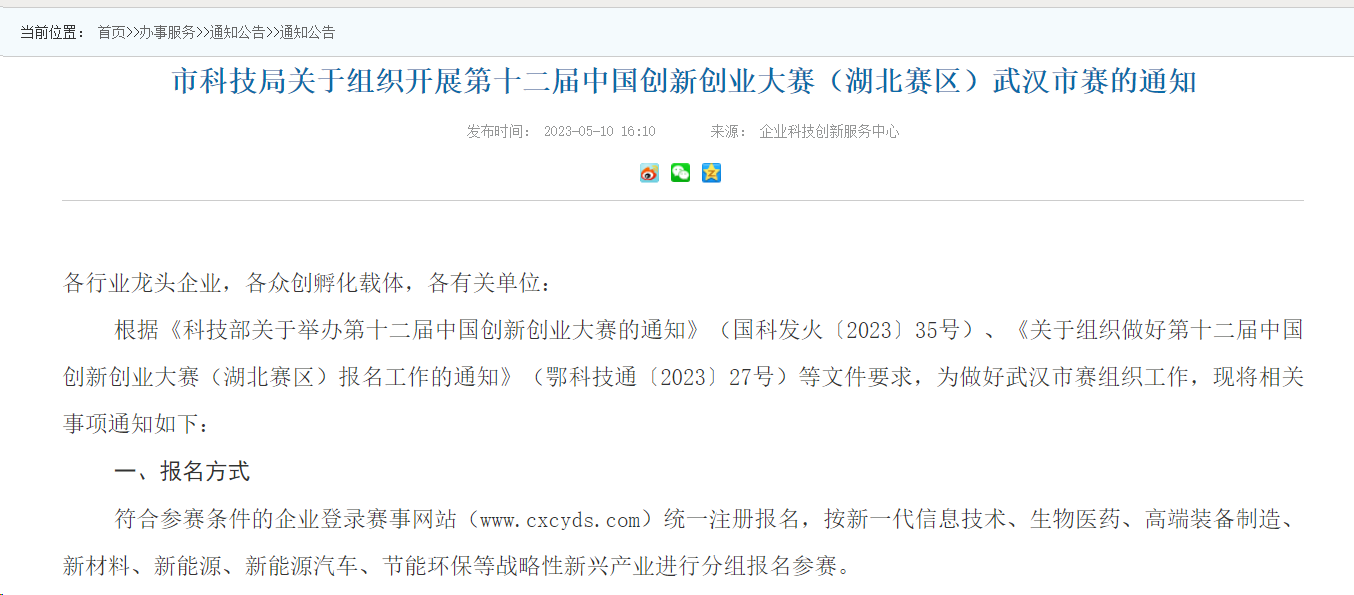 当前位置： 首页>>办事服务>>通知公告>>通知公告
市科技局关于组织开展第十二届中国创新创业大赛（湖北赛区）武汉市赛的通知
发布时间： 2023-05-10 16:10 来源： 企业科技创新服务中心
各行业龙头企业，各众创孵化载体，各有关单位：
根据《科技部关于举办第十二届中国创新创业大赛的通知》（国科发火〔2023〕35号）、《关于组织做好第十二届中国
创新创业大赛（湖北赛区）报名工作的通知》（鄂科技通〔2023〕27号）等文件要求，为做好武汉市赛组织工作，现将相关
事项通知如下：
一、报名方式
符合参赛条件的企业登录赛事网站（www.cxcyds.com）统一注册报名，按新一代信息技术、生物医药、高端装备制造、
新材料、新能源、新能源汽车、节能环保等战略性新兴产业进行分组报名参赛。